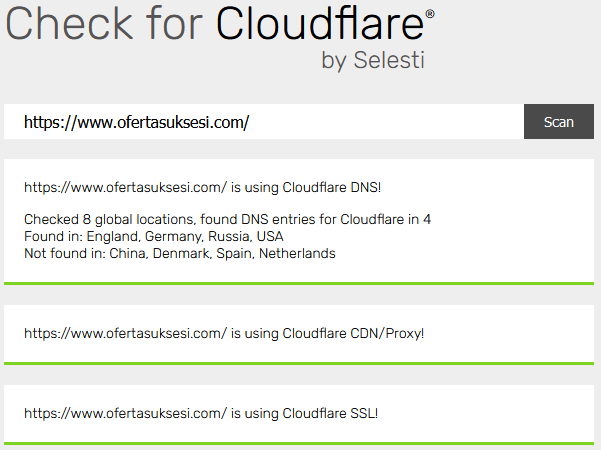 Check for Cloudflare®
by Selesti
https://www.ofertasuksesi.com/ Scan
https://www.ofertasuksesi.com/ is using Cloudflare DNS!
Checked 8 global locations, found DNS entries for Cloudflare in 4
Found in: England, Germany, Russia, USA
Not found in: China, Denmark, Spain, Netherlands
https://www.ofertasuksesi.com/ is using Cloudflare CDN/Proxy!
https://www.ofertasuksesi.com/ is using Cloudflare SSL!